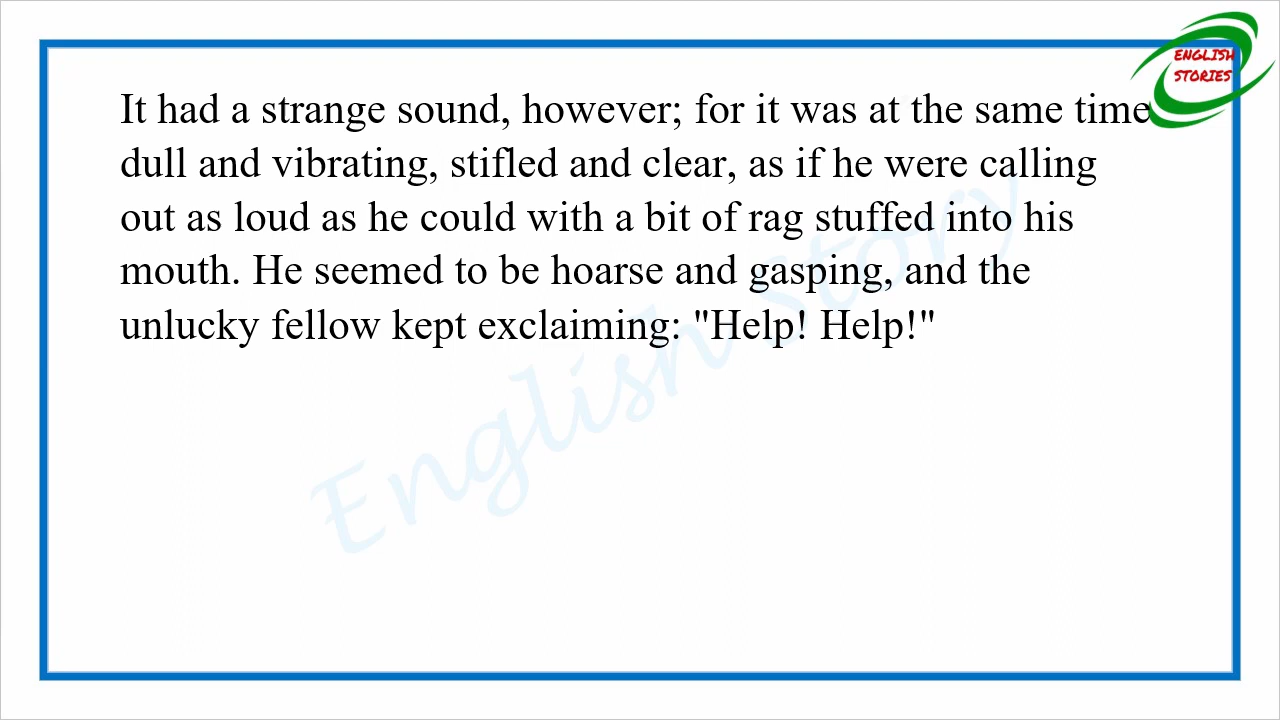 ENGLISH
STORIES
It had a strange sound, however; for it was at the same time
dull and vibrating, stifled and clear, as if he were calling
out as loud as he could with a bit of rag stuffed into his
mouth. He seemed to be hoarse and gasping, and the
unlucky fellow kept exclaiming: "Help! Help!"
English Story